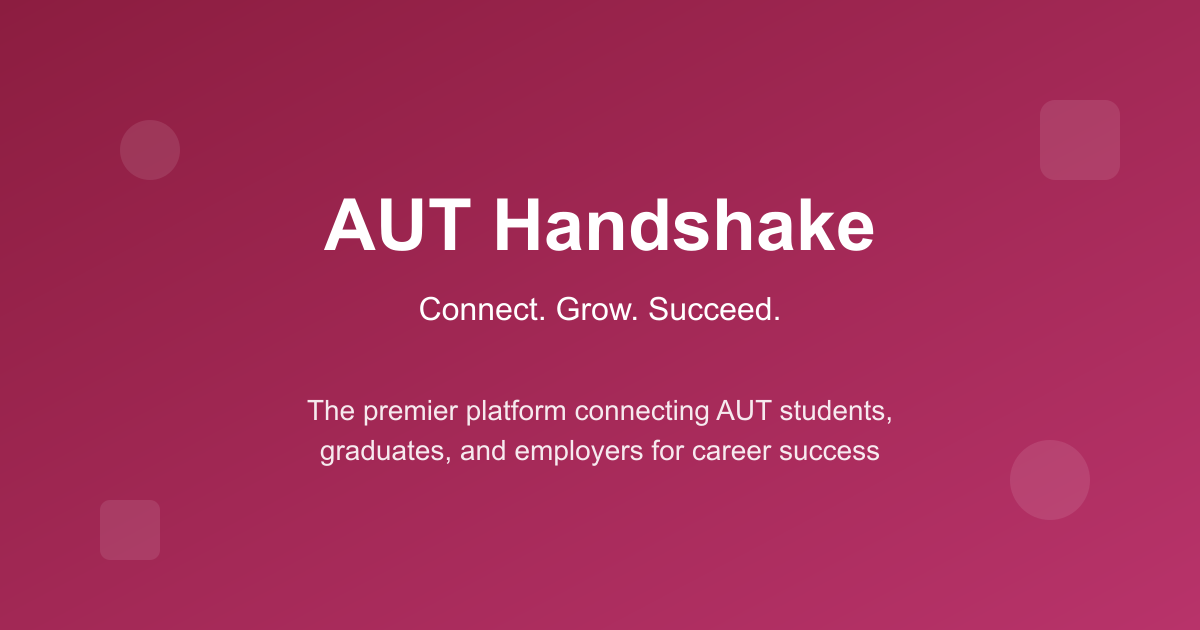 AUT Handshake
Connect. Grow. Succeed.
The premier platform connecting AUT students,
graduates, and employers for career success